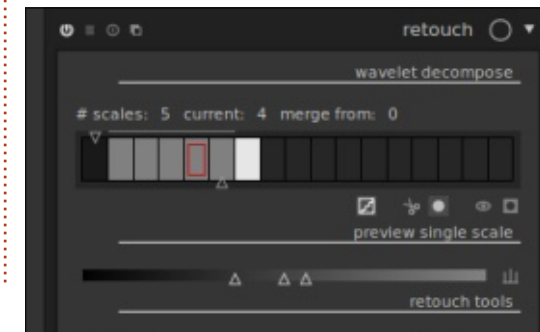 retouch
wavelet decompose
# scales: 5 current: 4 merge from: 0
preview single scale
retouch tools